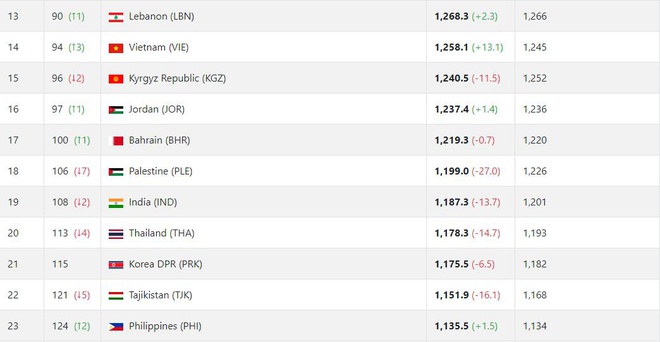 13 90 (↑1) Lebanon (LBN) 1,268.3 (+2.3) 1,266
14 94 (↑3) Vietnam (VIE) 1,258.1 (+13.1) 1,245
15 96 (↓2) Kyrgyz Republic (KGZ) 1,240.5 (-11.5) 1,252
16 97 (↑1) Jordan (JOR) 1,237.4 (+1.4) 1,236
17 100 (↑1) Bahrain (BHR) 1,219.3 (-0.7) 1,220
18 106 (↓7) Palestine (PLE) 1,199.0 (-27.0) 1,226
19 108 (↓2) India (IND) 1,187.3 (-13.7) 1,201
20 113 (↓4) Thailand (THA) 1,178.3 (-14.7) 1,193
21 115 Korea DPR (PRK) 1,175.5 (-6.5) 1,182
22 121 (↓5) Tajikistan (TJK) 1,151.9 (-16.1) 1,168
23 124 (↑2) Philippines (PHI) 1,135.5 (+1.5) 1,134